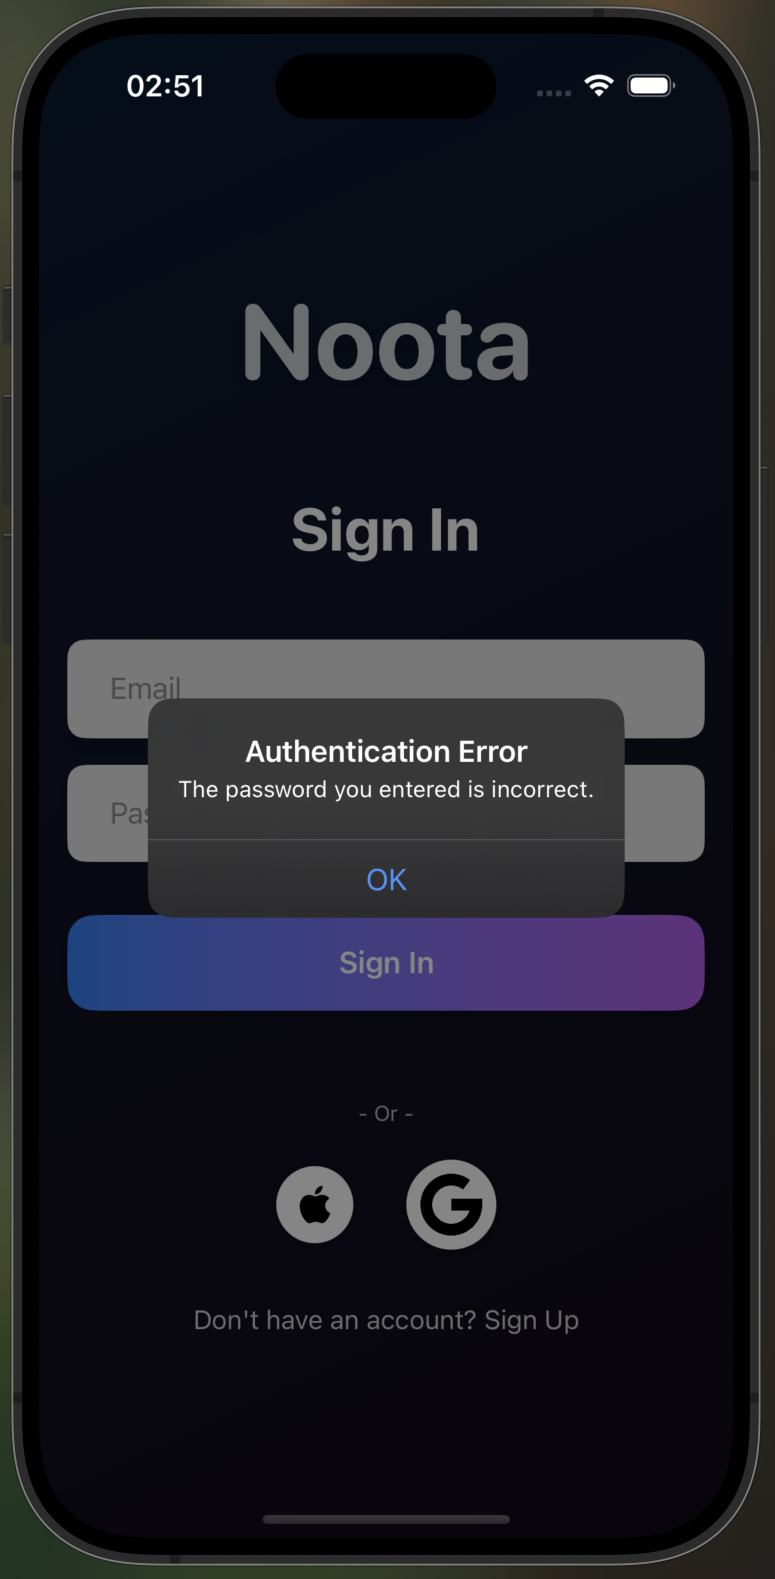 02:51
Noota
Sign In
Email
Authentication Error
The password you entered is incorrect.
Pas
OK
Sign In
- Or -
Don't have an account? Sign Up